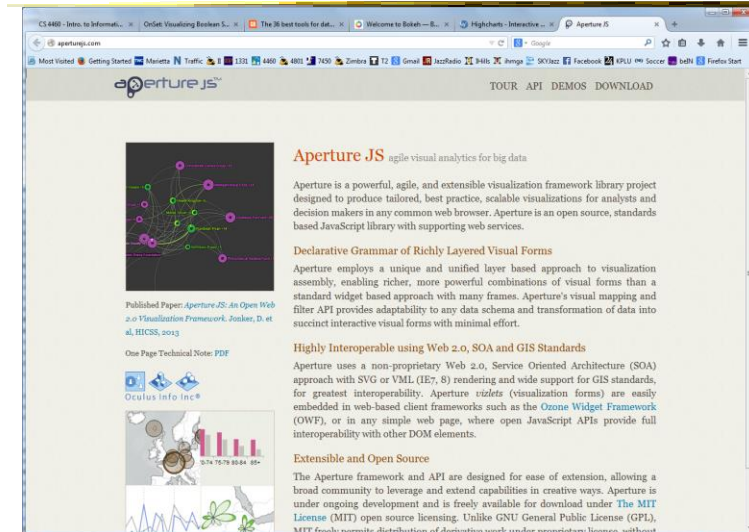 CS 4460 - Intro. to Informati...
OnSet: Visualizing Boolean S...
The 36 best tools for dat...
Welcome to Bokeh — B...
Highcharts - Interactive ...
Aperture JS
aperturejs.com
Google
Most Visited Getting Started Marietta Traffic 1331 4460 4801 7450 Zimbra T2 Gmail JazzRadio Facebook KPLU Soccer beIN Firefox Start
aperture JS™
TOUR API DEMOS DOWNLOAD
Published Paper: Aperture JS: An Open Web
2.0 Visualization Framework. Jonker, D. et
al, HICSS, 2013
One Page Technical Note: PDF
Oculus Info Inc®
Aperture JS agile visual analytics for big data
Aperture is a powerful, agile, and extensible visualization framework library project
designed to produce tailored, best practice, scalable visualizations for analysts and
decision makers in any common web browser. Aperture is an open source, standards
based JavaScript library with supporting web services.
Declarative Grammar of Richly Layered Visual Forms
Aperture employs a unique and unified layer based approach to visualization
assembly, enabling richer, more powerful combinations of visual forms than a
standard widget based approach with many frames. Aperture's visual mapping and
filter API provides adaptability to any data schema and transformation of data into
succinct interactive visual forms with minimal effort.
Highly Interoperable using Web 2.0, SOA and GIS Standards
Aperture uses a non-proprietary Web 2.0, Service Oriented Architecture (SOA)
approach with SVG or VML (IE7, 8) rendering and wide support for GIS standards,
for greatest interoperability. Aperture vizlets (visualization forms) are easily
embedded in web-based client frameworks such as the Ozone Widget Framework
(OWF), or in any simple web page, where open JavaScript APIs provide full
interoperability with other DOM elements.
Extensible and Open Source
The Aperture framework and API are designed for ease of extension, allowing a
broad community to leverage and extend capabilities in creative ways. Aperture is
under ongoing development and is freely available for download under The MIT
License (MIT) open source licensing. Unlike GNU General Public License (GPL),
MIT freely permits distribution of derivative work under proprietary license, without